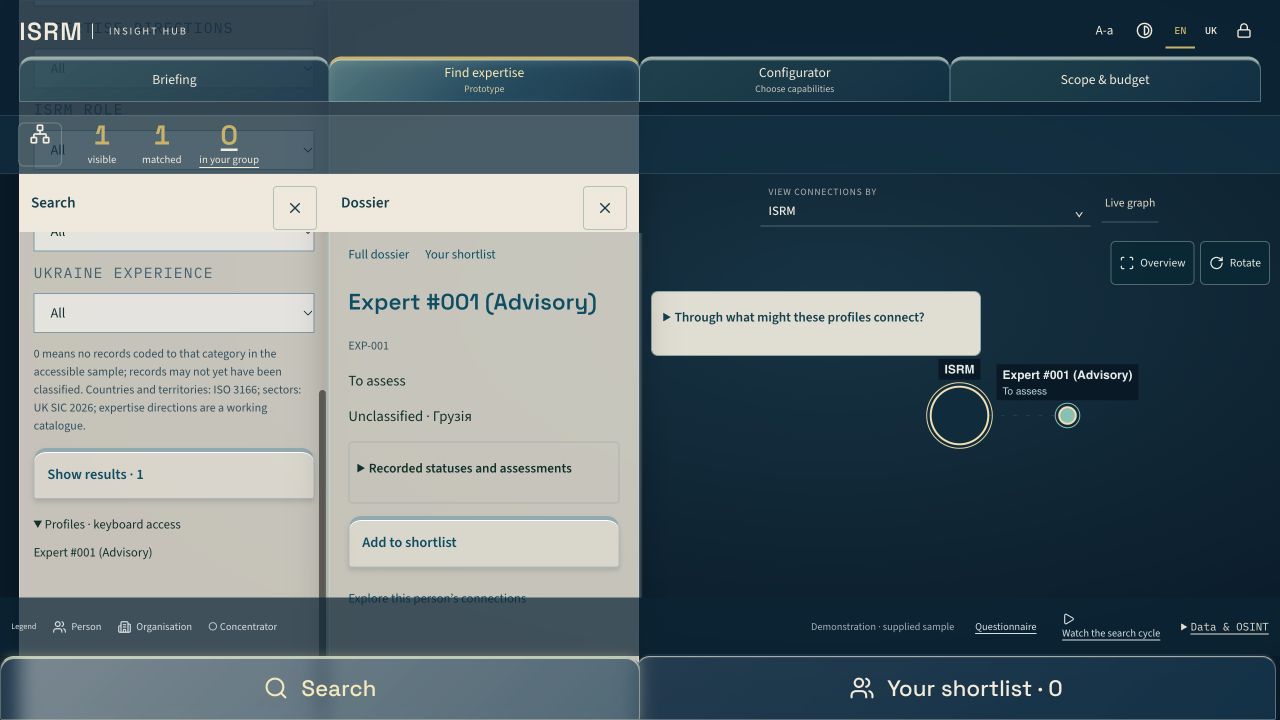 ISRM
INSIGHT HUB
EXPERTISE DIRECTIONS
All
A-a
EN
UK
Briefing
Find expertise
Prototype
Configurator
Choose capabilities
Scope & budget
ISRM ROLE
All
1
visible
1
matched
0
in your group
Search
Dossier
VIEW CONNECTIONS BY
ISRM
Live graph
All
UKRAINE EXPERIENCE
All
0 means no records coded to that category in the
accessible sample; records may not yet have been
classified. Countries and territories: ISO 3166; sectors:
UK SIC 2026; expertise directions are a working
catalogue.
Show results · 1
Profiles · keyboard access
Expert #001 (Advisory)
Full dossier
Your shortlist
Expert #001 (Advisory)
EXP-001
To assess
Unclassified · Грузія
Recorded statuses and assessments
Add to shortlist
Explore this person's connections
Overview
Rotate
Through what might these profiles connect?
ISRM
Expert #001 (Advisory)
To assess
Legend
Person
Organisation
Concentrator
Demonstration · supplied sample
Questionnaire
Watch the search cycle
Data & OSINT
Search
Your shortlist · 0